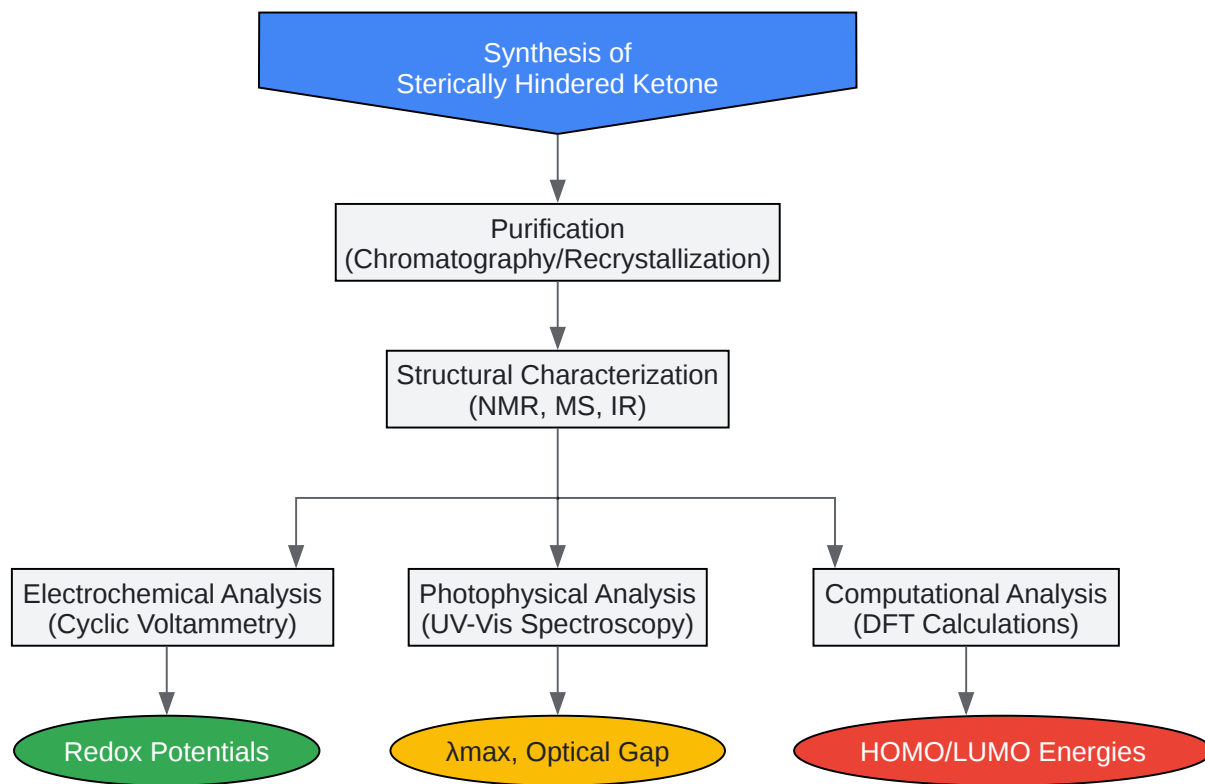 Synthesis of
Sterically Hindered Ketone
Purification
(Chromatography/Recrystallization)
Structural Characterization
(NMR, MS, IR)
Electrochemical Analysis
(Cyclic Voltammetry)
Photophysical Analysis
(UV-Vis Spectroscopy)
Computational Analysis
(DFT Calculations)
Redox Potentials
λmax, Optical Gap
HOMO/LUMO Energies